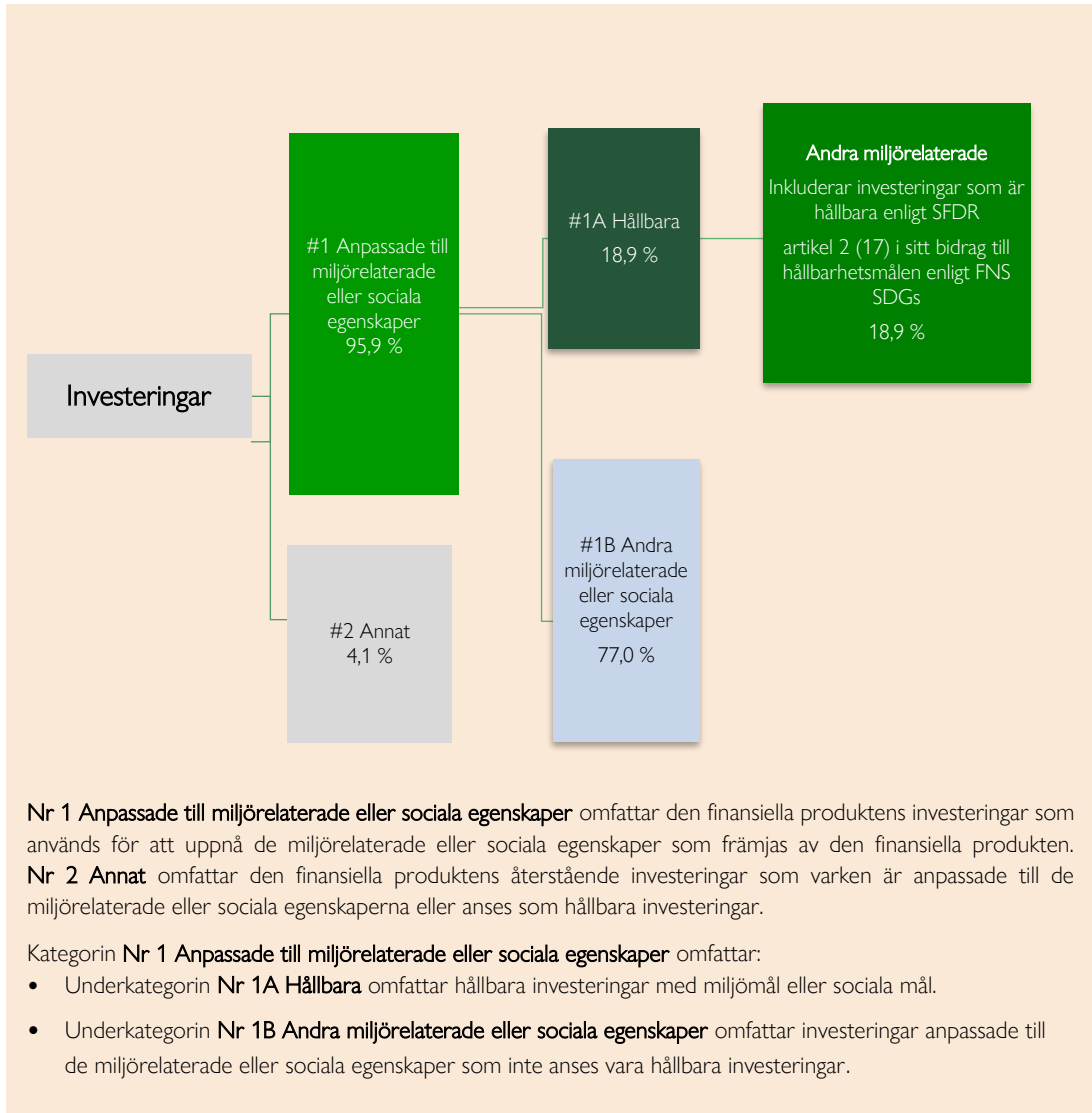 Investeringar
#1 Anpassade till
miljörelaterade
eller sociala
egenskaper
95,9 %
#2 Annat
4,1 %
#1A Hållbara
18,9 %
#1B Andra
miljörelaterade
eller sociala
egenskaper
77,0 %
Andra miljörelaterade
Inkluderar investeringar som är
hållbara enligt SFDR
artikel 2 (17) i sitt bidrag till
hållbarhetsmålen enligt FNS
SDGs
18,9 %
Nr 1 Anpassade till miljörelaterade eller sociala egenskaper omfattar den finansiella produktens investeringar som
används för att uppnå de miljörelaterade eller sociala egenskaper som främjas av den finansiella produkten.
Nr 2 Annat omfattar den finansiella produktens återstående investeringar som varken är anpassade till de
miljörelaterade eller sociala egenskaperna eller anses som hållbara investeringar.
Kategorin Nr 1 Anpassade till miljörelaterade eller sociala egenskaper omfattar:
• Underkategorin Nr 1A Hållbara omfattar hållbara investeringar med miljömål eller sociala mål.
• Underkategorin Nr 1B Andra miljörelaterade eller sociala egenskaper omfattar investeringar anpassade till
de miljörelaterade eller sociala egenskaper som inte anses vara hållbara investeringar.